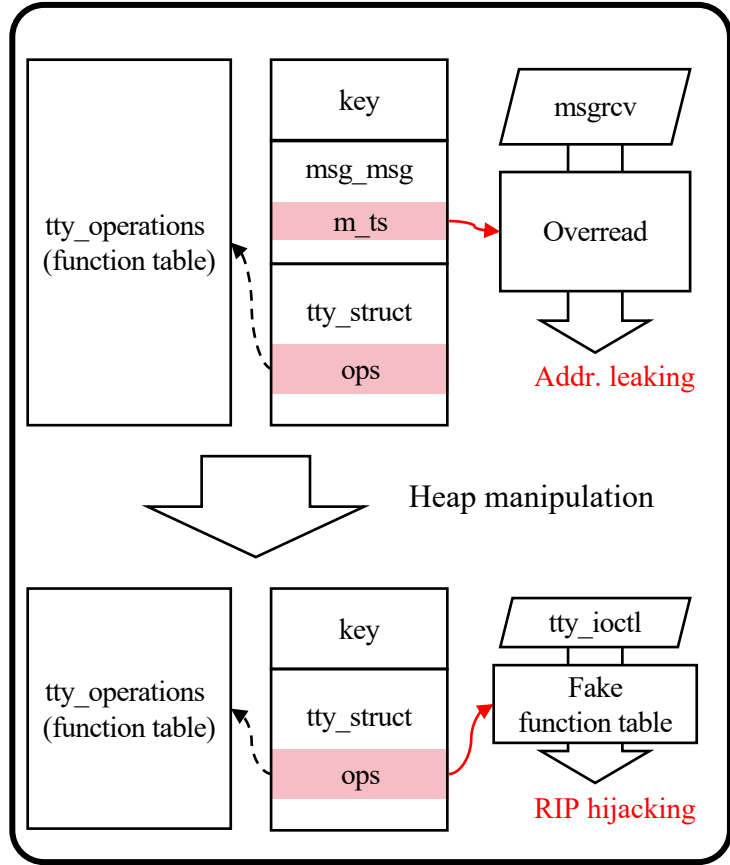 tty_operations
(function table)
key
msg_msg
m_ts
tty_struct
ops
msgrcv
Overread
Addr. leaking
Heap manipulation
tty_operations
(function table)
key
tty_struct
ops
tty_ioctl
Fake
function table
RIP hijacking